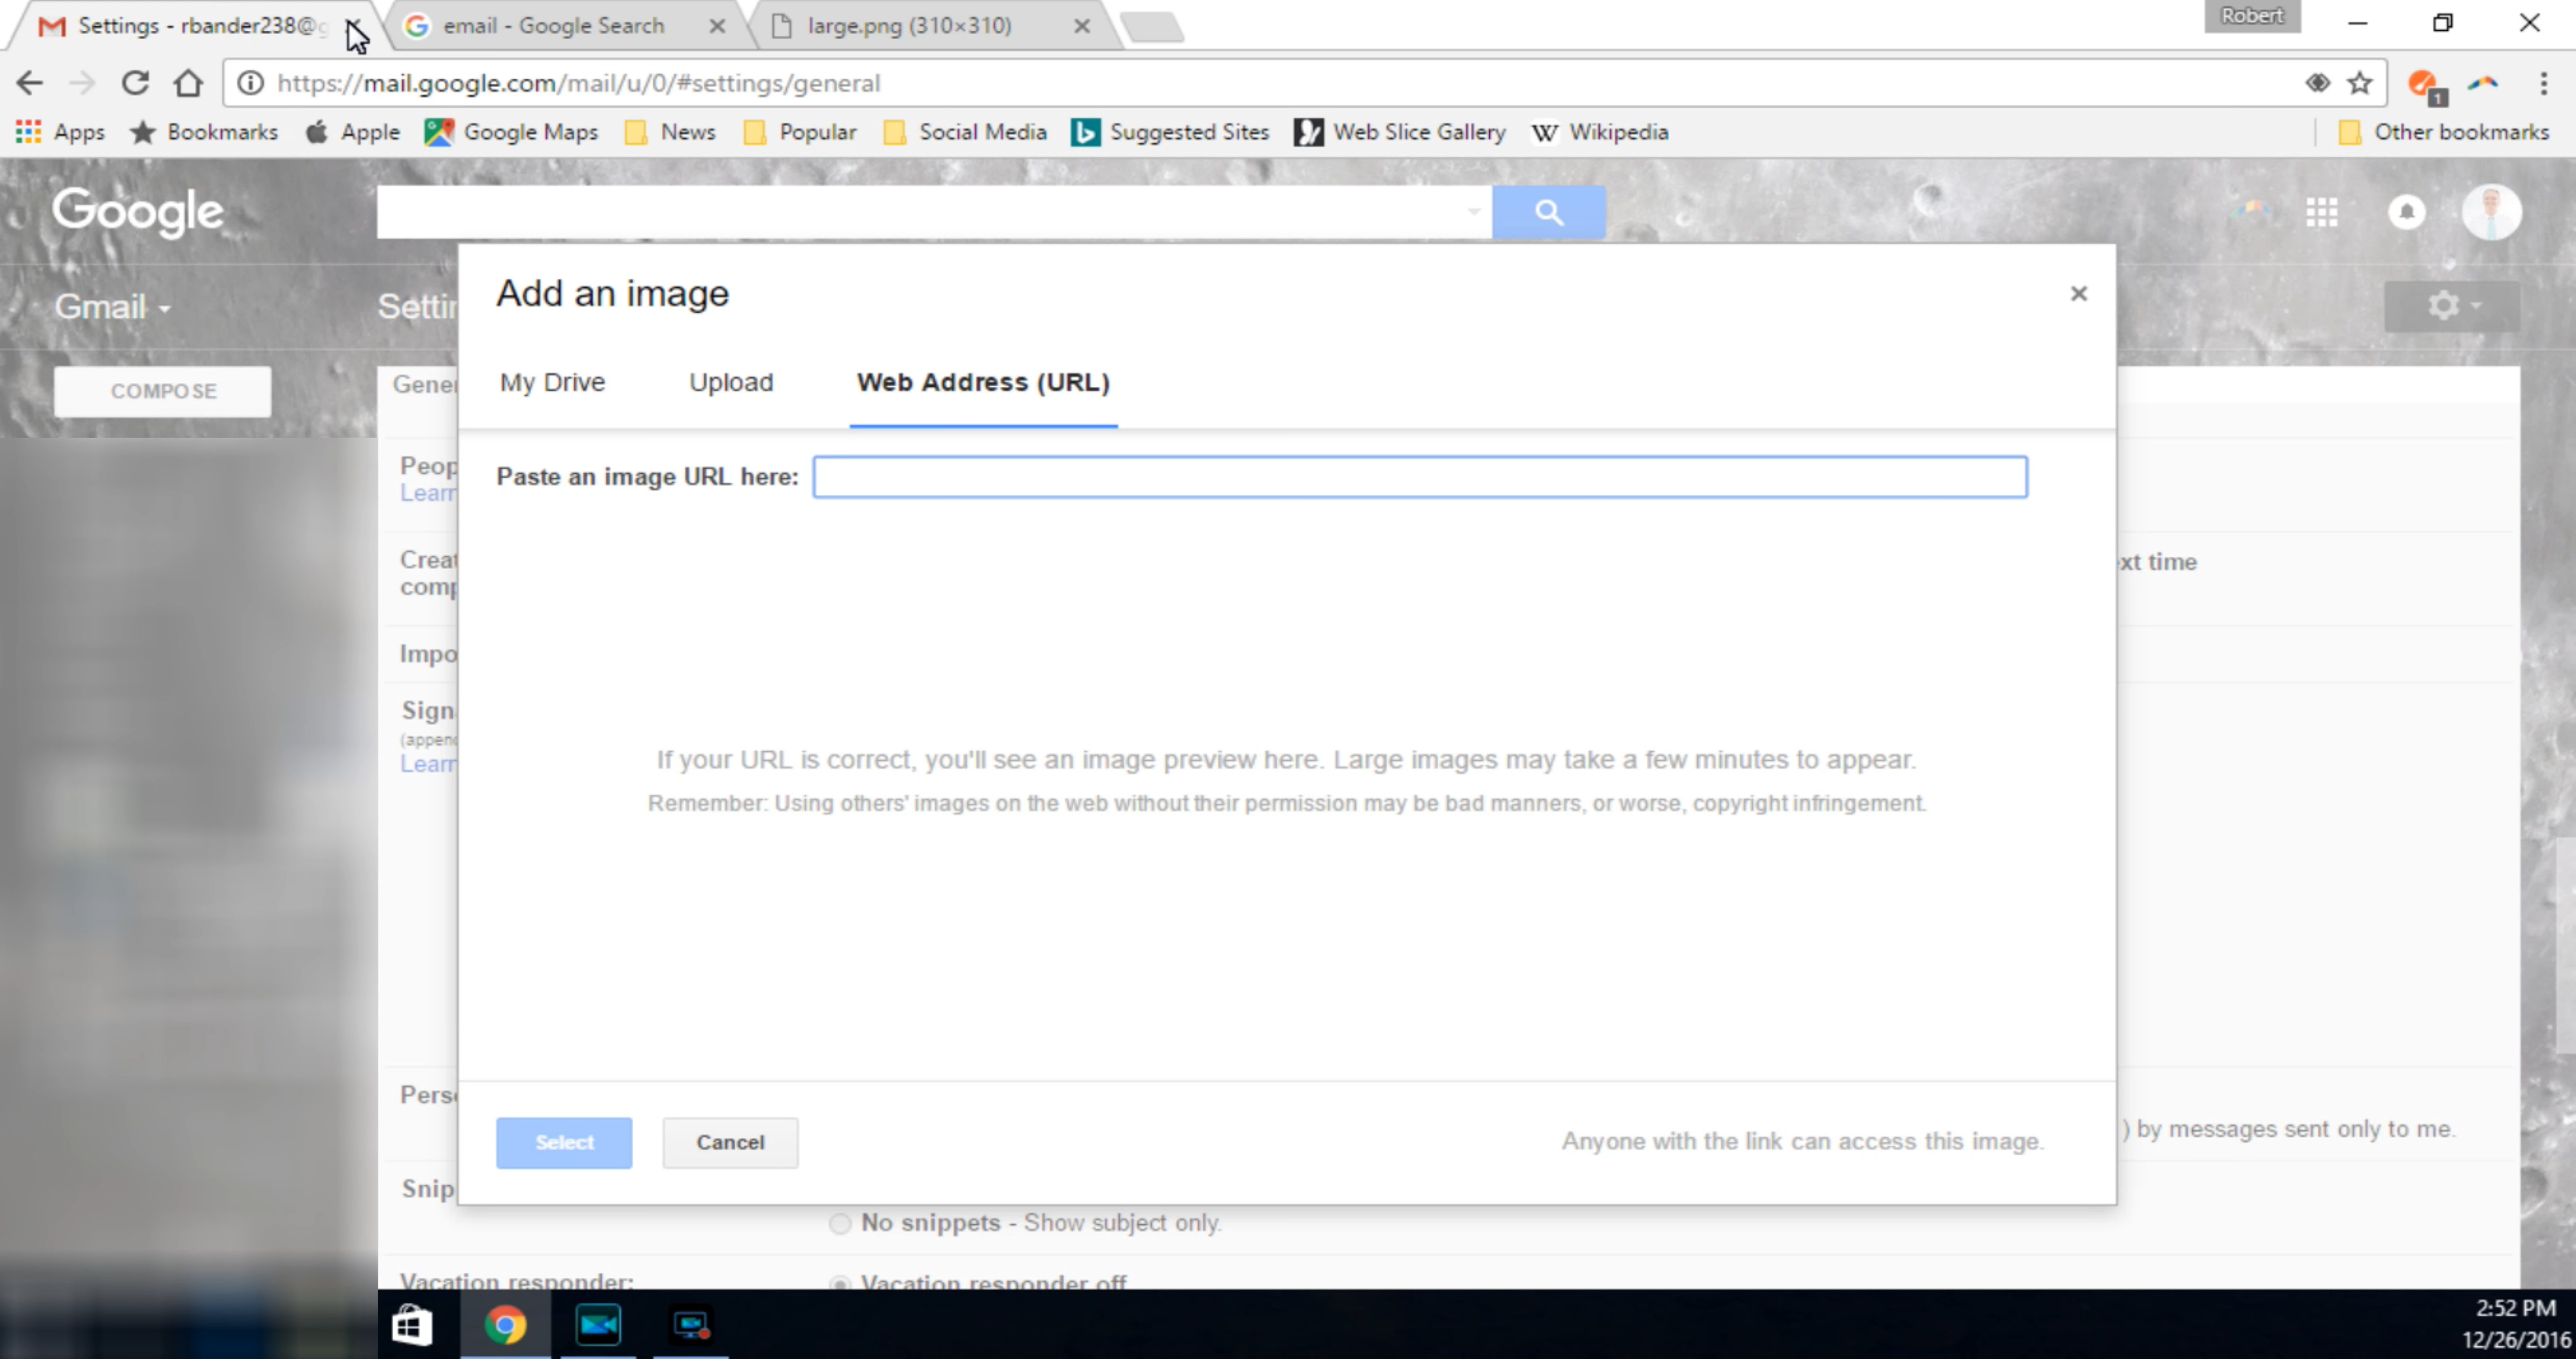 Settings - rbander238@g
email - Google Search
large.png (310×310)
Robert
https://mail.google.com/mail/u/0/#settings/general
1
Apps
Bookmarks
Apple
Google Maps
News
Popular
Social Media
Suggested Sites
Web Slice Gallery
W Wikipedia
Other bookmarks
Google
Gmail
Settin
COMPOSE
Gener
Add an image
My Drive
Upload
Web Address (URL)
Peop
Learn
Paste an image URL here:
Creat
comp
xt time
Impo
Sign
(append
Learn
If your URL is correct, you'll see an image preview here. Large images may take a few minutes to appear.
Remember: Using others' images on the web without their permission may be bad manners, or worse, copyright infringement.
Pers
Select
Cancel
Anyone with the link can access this image.
) by messages sent only to me.
Snip
No snippets - Show subject only.
Vacation responder:
Vacation responder off
2:52 PM
12/26/2016